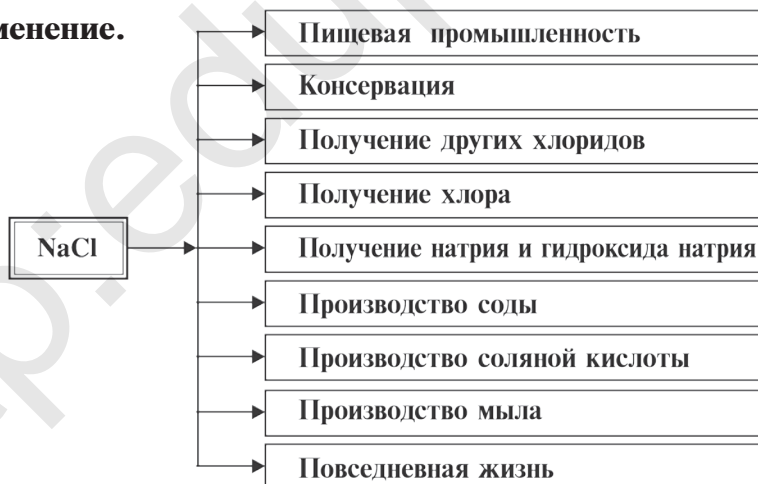 менение.
Пищевая промышленность
Консервация
Получение других хлоридов
Получение хлора
NaCl
Получение натрия и гидроксида натрия
Производство соды
Производство соляной кислоты
Производство мыла
Повседневная жизнь